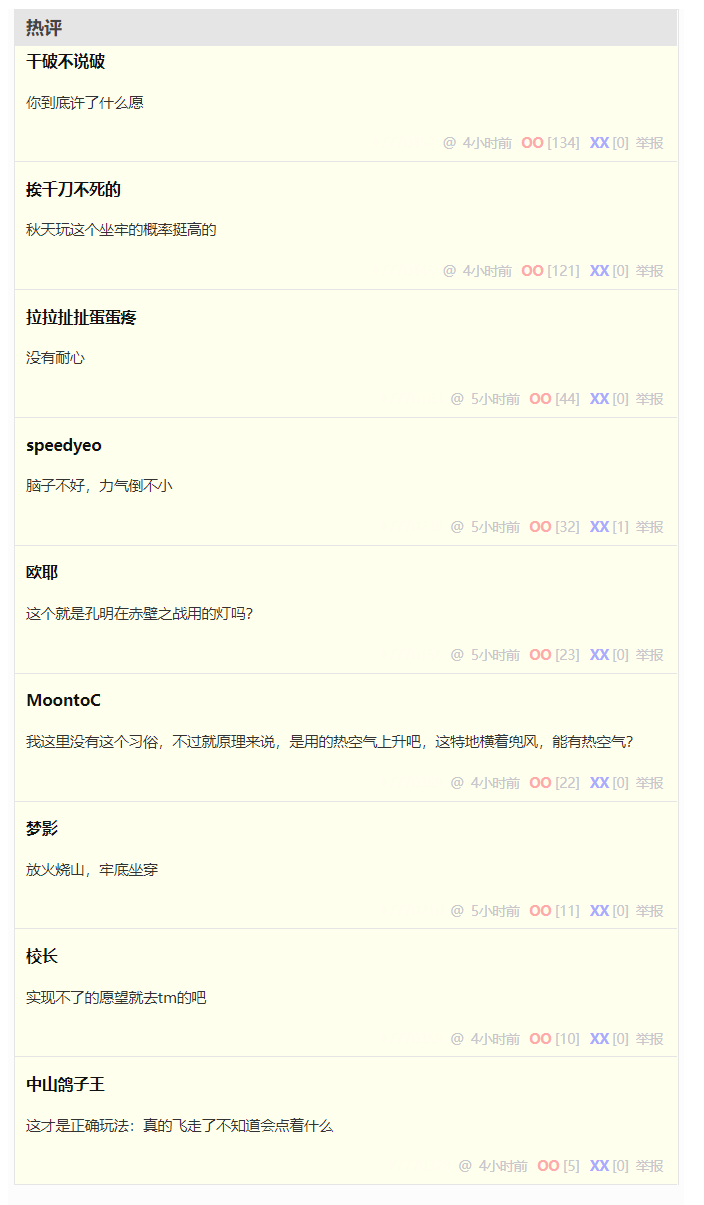 热评
干破不说破
你到底许了什么愿
@ 4小时前 OO [134] XX [0] 举报
挨千刀不死的
秋天玩这个坐牢的概率挺高的
@ 4小时前 OO [121] XX [0] 举报
拉拉扯扯蛋蛋疼
没有耐心
@ 5小时前 OO [44] XX [0] 举报
speedyeo
脑子不好，力气倒不小
@ 5小时前 OO [32] XX [1] 举报
欧耶
这个就是孔明在赤壁之战用的灯吗?
@ 5小时前 OO [23] XX [0] 举报
MoontoC
我这里没有这个习俗，不过就原理来说，是用的热空气上升吧，这特地横着兜风，能有热空气?
@ 4小时前 OO [22] XX [0] 举报
梦影
放火烧山，牢底坐穿
@ 5小时前 OO [11] XX [0] 举报
校长
实现不了的愿望就去tm的吧
@ 4小时前 OO [10] XX [0] 举报
中山鸽子王
这才是正确玩法：真的飞走了不知道会点着什么
@ 4小时前 OO [5] XX [0] 举报